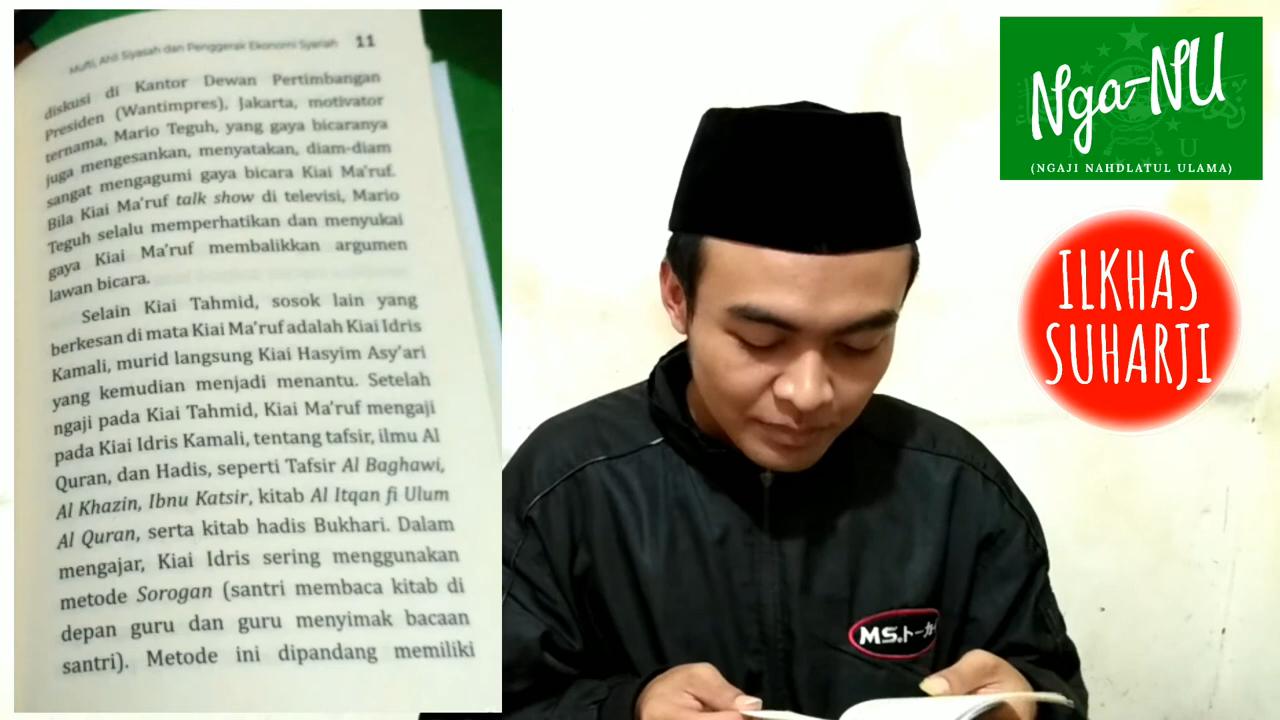 Mufti, Ahli Siyasah dan Penggerak Ekonomi Syariah 11
diskusi di Kantor Dewan Pertimbangan
Presiden (Wantimpres), Jakarta, motivator
ternama, Mario Teguh, yang gaya bicaranya
juga mengesankan, menyatakan, diam-diam
sangat mengagumi gaya bicara Kiai Ma'ruf.
Bila Kiai Ma'ruf talk show di televisi, Mario
Teguh selalu memperhatikan dan menyukai
gaya Kiai Ma'ruf membalikkan argumen
lawan bicara.
Selain Kiai Tahmid, sosok lain yang
berkesan di mata Kiai Ma'ruf adalah Kiai Idris
Kamali, murid langsung Kiai Hasyim Asy'ari
yang kemudian menjadi menantu. Setelah
ngaji pada Kiai Tahmid, Kiai Ma'ruf mengaji
pada Kiai Idris Kamali, tentang tafsir, ilmu Al
Quran, dan Hadis, seperti Tafsir Al Baghawi,
Al Khazin, Ibnu Katsir, kitab Al Itqan fi Ulum
Al Quran, serta kitab hadis Bukhari. Dalam
mengajar, Kiai Idris sering menggunakan
metode Sorogan (santri membaca kitab di
depan guru dan guru menyimak bacaan
santri). Metode ini dipandang memiliki
Nga-NU
N U
(NGAJI NAHDLATUL ULAMA)
ILKHAS
SUHARJI
MS.トーカイ